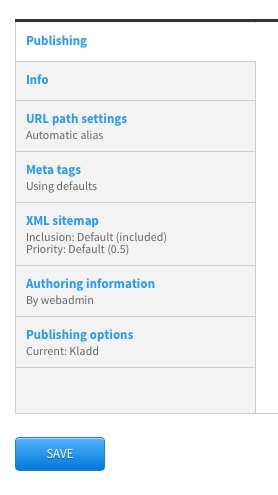 Publishing
Info
URL path settings
Automatic alias
Meta tags
Using defaults
XML sitemap
Inclusion: Default (included)
Priority: Default (0.5)
Authoring information
By webadmin
Publishing options
Current: Kladd
SAVE